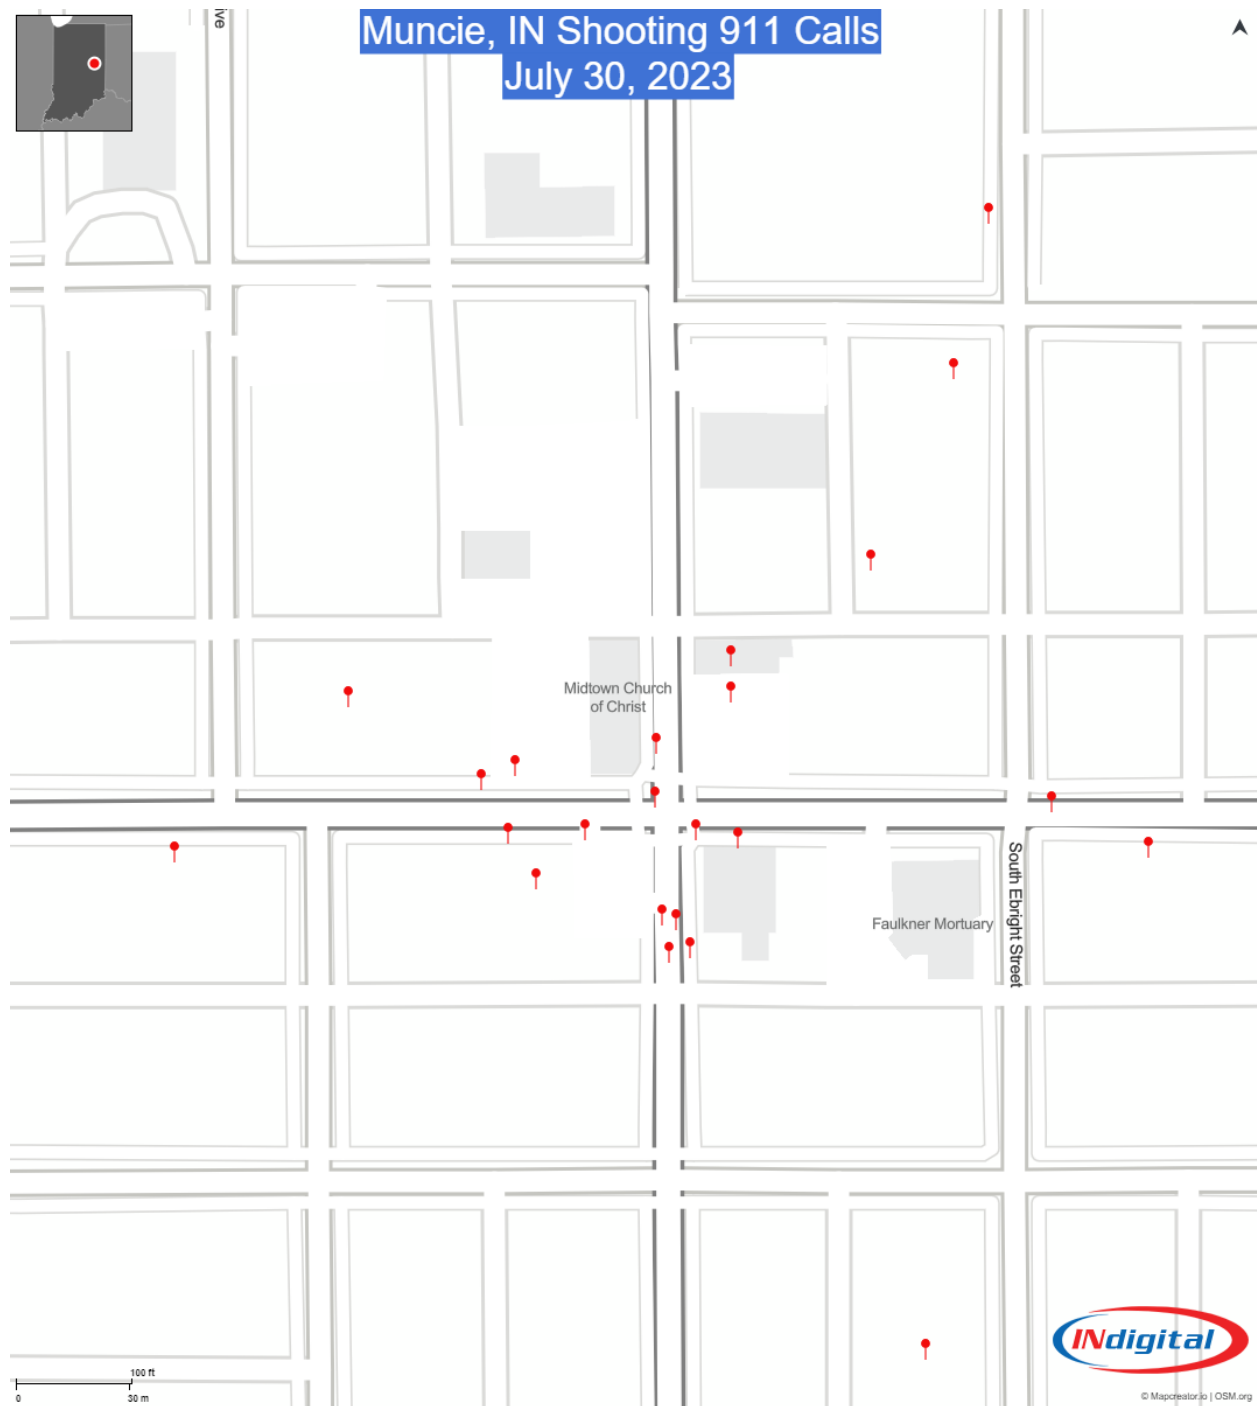 Muncie, IN Shooting 911 Calls
July 30, 2023
ive
Midtown Church
of Christ
South Ebright Street
Faulkner Mortuary
INdigital
100 ft
0
30 m
© Mapcreator.io | OSM.org